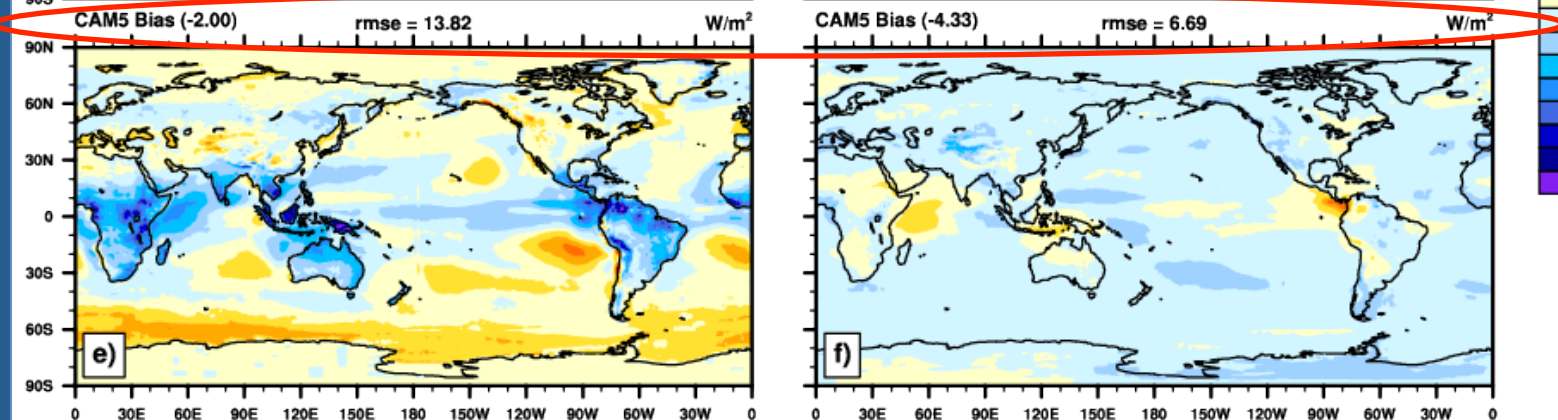 90S
CAM5 Bias (-2.00) rmse = 13.82 W/m²
CAM5 Bias (-4.33) rmse = 6.69 W/m²
90N
60N
30N
0
30S
60S
90S
e)
f)
0 30E 60E 90E 120E 150E 180 150W 120W 90W 60W 30W 0
0 30E 60E 90E 120E 150E 180 150W 120W 90W 60W 30W 0